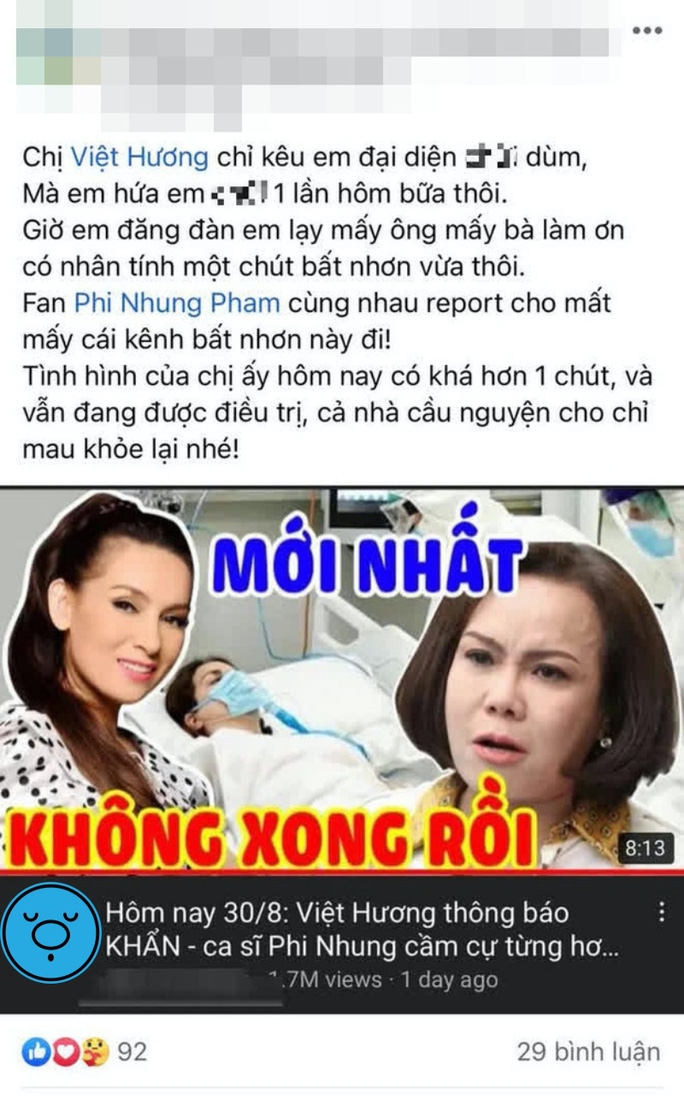 Chị Việt Hương chỉ kêu em đại diện dùm,
Mà em hứa em 1 lần hôm bữa thôi.
Giờ em đăng đàn em lạy mấy ông mấy bà làm ơn
có nhân tính một chút bất nhơn vừa thôi.
Fan Phi Nhung Pham cùng nhau report cho mất
mấy cái kênh bất nhơn này đi!
Tình hình của chị ấy hôm nay có khá hơn 1 chút, và
vẫn đang được điều trị, cả nhà cầu nguyện cho chỉ
mau khỏe lại nhé!
MỚI NHẤT
KHÔNG XONG RỒI
8:13
Hôm nay 30/8: Việt Hương thông báo
KHẨN - ca sĩ Phi Nhung cầm cự từng hơ...
.7M views · 1 day ago
92
29 bình luận